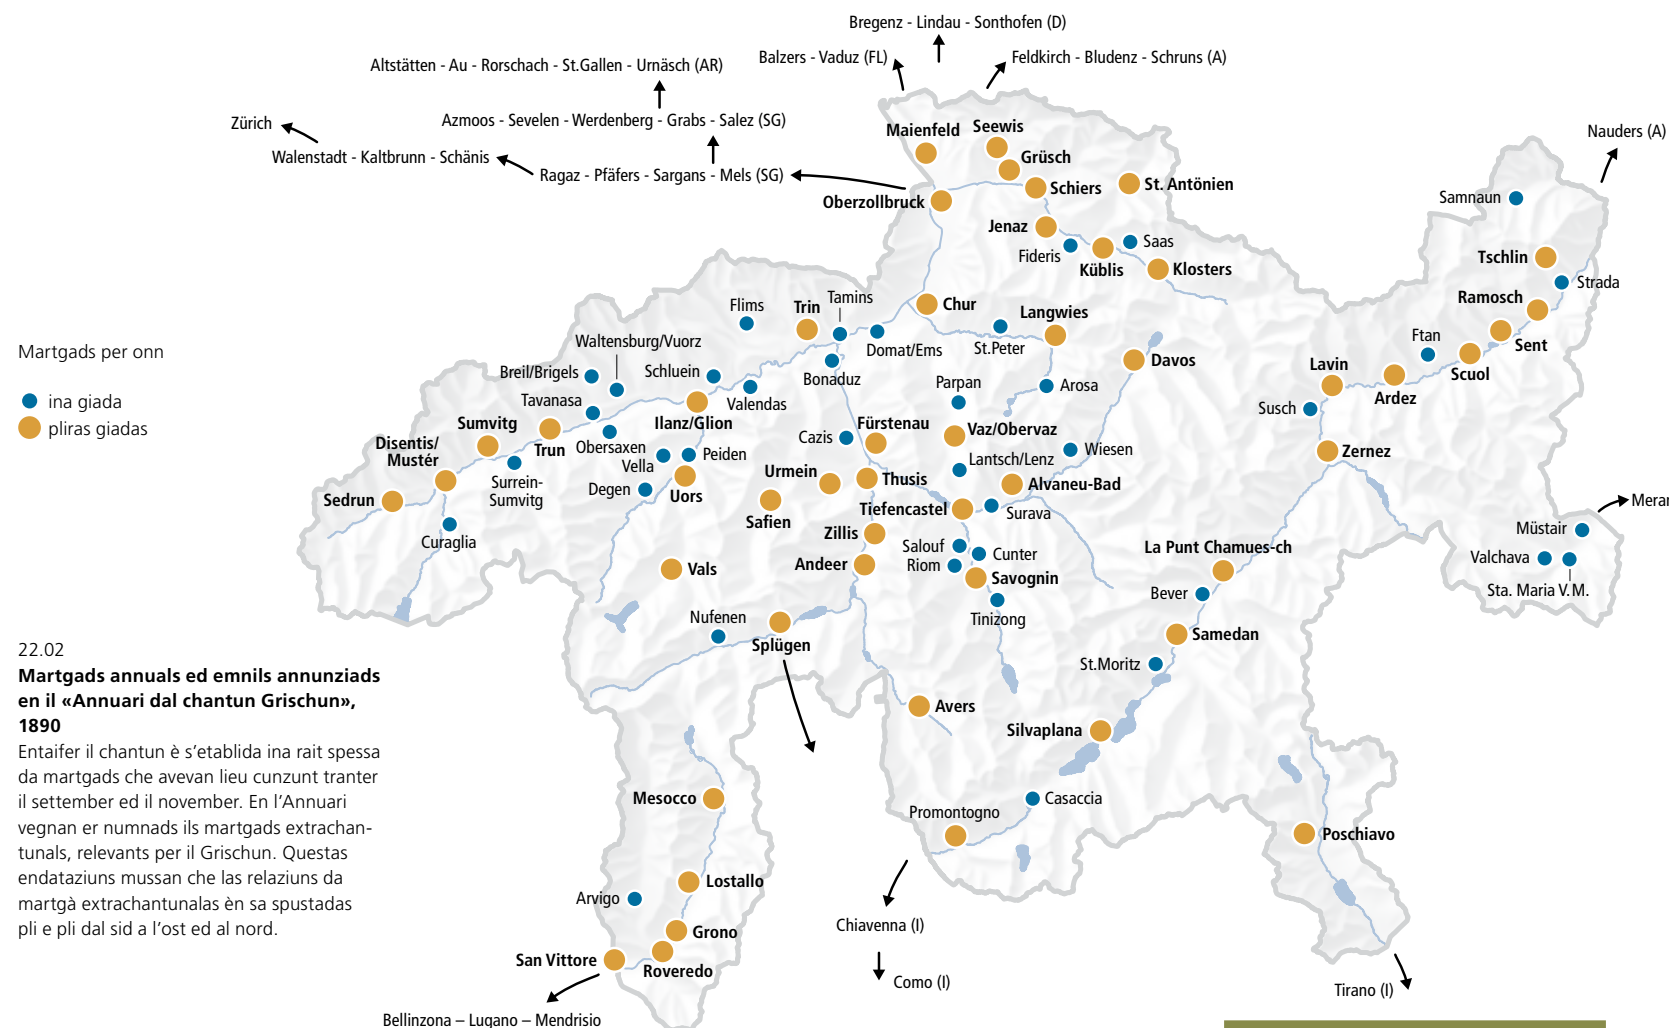 Bregenz - Lindau - Sonthofen (D)
Balzers - Vaduz (FL)
Feldkirch - Bludenz - Schruns (A)
Altstätten - Au - Rorschach - St.Gallen - Urnäsch (AR)
Zürich
Azmoos - Sevelen - Werdenberg - Grabs - Salez (SG)
Walenstadt - Kaltbrunn - Schänis
Ragaz - Pfäfers - Sargans - Mels (SG)
Nauders (A)
Maienfeld
Seewis
Grüsch
Schiers
St. Antönien
Oberzollbruck
Jenaz
Fideris
Saas
Küblis
Klosters
Samnaun
Tschlin
Strada
Ramosch
Sent
Ftan
Scuol
Ardez
Lavin
Susch
Zernez
Flims
Trin
Tamins
Chur
Domat/Ems
St.Peter
Langwies
Davos
Arosa
Bonaduz
Parpan
Waltensburg/Vuorz
Breil/Brigels
Schluein
Tavanasa
Valendas
Ilanz/Glion
Sumvitg
Trun
Obersaxen
Disentis/
Mustér
Vella
Peiden
Surrein-
Sumvitg
Degen
Uors
Sedrun
Curaglia
Cazis
Fürstenau
Vaz/Obervaz
Wiesen
Lantsch/Lenz
Urmein
Thusis
Alvaneu-Bad
Safien
Tiefencastel
Surava
Zillis
Salouf
Cunter
Riom
Andeer
Savognin
Tinizong
Vals
Nufenen
Splügen
La Punt Chamues-ch
Bever
Samedan
St.Moritz
Silvaplana
Avers
Meran
Müstair
Valchava
Sta. Maria V.M.
Mesocco
Promontogno
Casaccia
Poschiavo
Lostallo
Arvigo
Grono
San Vittore
Roveredo
Chiavenna (I)
Como (I)
Tirano (I)
Bellinzona – Lugano – Mendrisio
Martgads per onn
ina giada
pliras giadas
22.02
Martgads annuals ed emnils annunziads
en il «Annuari dal chantun Grischun»,
1890
Entaifer il chantun è s’etablida ina rait spessa
da martgads che avevan lieu cunzunt tranter
il settember ed il november. En l’Annuari
vegnan er numnads ils martgads extrachan-
tunals, relevants per il Grischun. Questas
endataziuns mussan che las relaziuns da
martgà extrachantunalas èn sa spustadas
pli e pli dal sid a l’ost ed al nord.